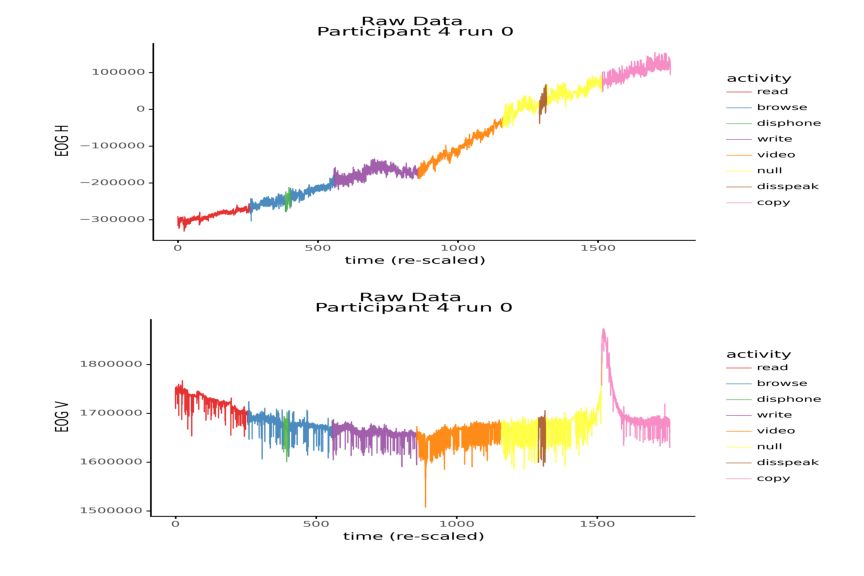 Raw Data
Participant 4 run 0
EOG H
100000
0
−100000
−200000
−300000
0 500 1000 1500
time (re-scaled)
activity
read
browse
disphone
write
video
null
disspeak
copy
Raw Data
Participant 4 run 0
EOG V
1800000
1700000
1600000
1500000
0 500 1000 1500
time (re-scaled)
activity
read
browse
disphone
write
video
null
disspeak
copy